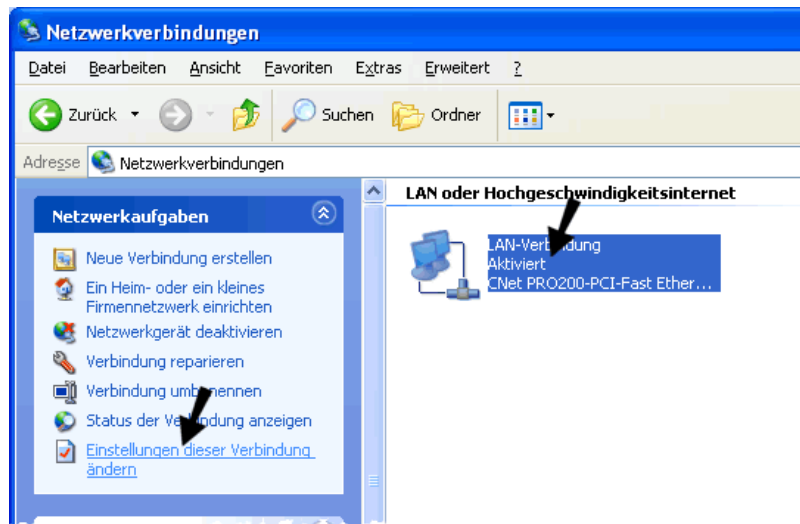 Netzwerkverbindungen
Datei Bearbeiten Ansicht Favoriten Extras Erweitert ?
Zurück Suchen Ordner
Adresse Netzwerkverbindungen
Netzwerkaufgaben
Neue Verbindung erstellen
Ein Heim- oder ein kleines
Firmennetzwerk einrichten
Netzwerkgerät deaktivieren
Verbindung reparieren
Verbindung umbenennen
Status der Verbindung anzeigen
Einstellungen dieser Verbindung
ändern
LAN oder Hochgeschwindigkeitsinternet
LAN-Verbindung
Aktiviert
CNet PRO200-PCI-Fast Ether...